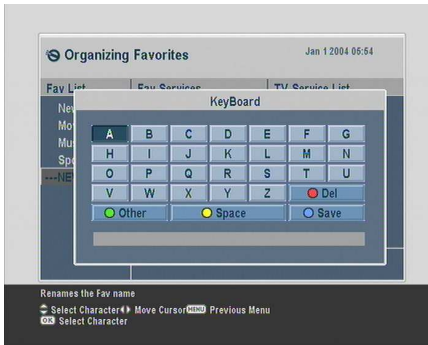 Organizing Favorites
Jan 1 2004 05:54
Fav List Fav Services TV Service List
KeyBoard
A B C D E F G
H I J K L M N
O P Q R S T U
V W X Y Z Del
Other Space Save
Renames the Fav name
Select Character Move Cursor MENU Previous Menu
OK Select Character